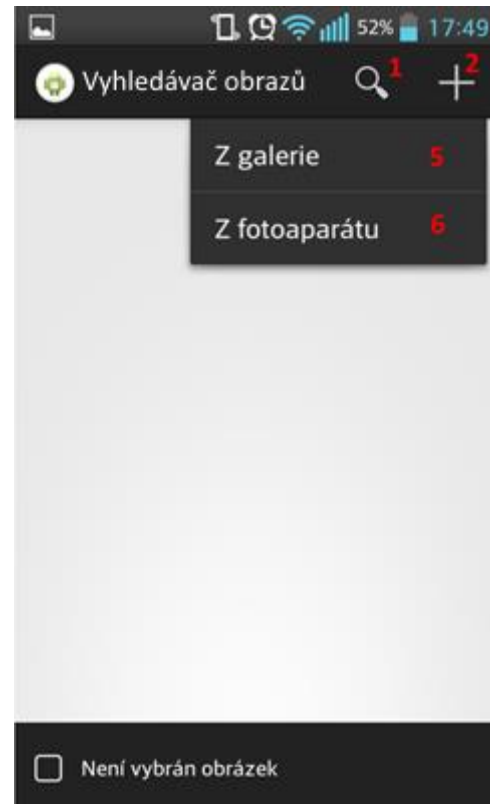 52% 17:49
Vyhledávač obrazů 1 2
Z galerie 5
Z fotoaparátu 6
Není vybrán obrázek